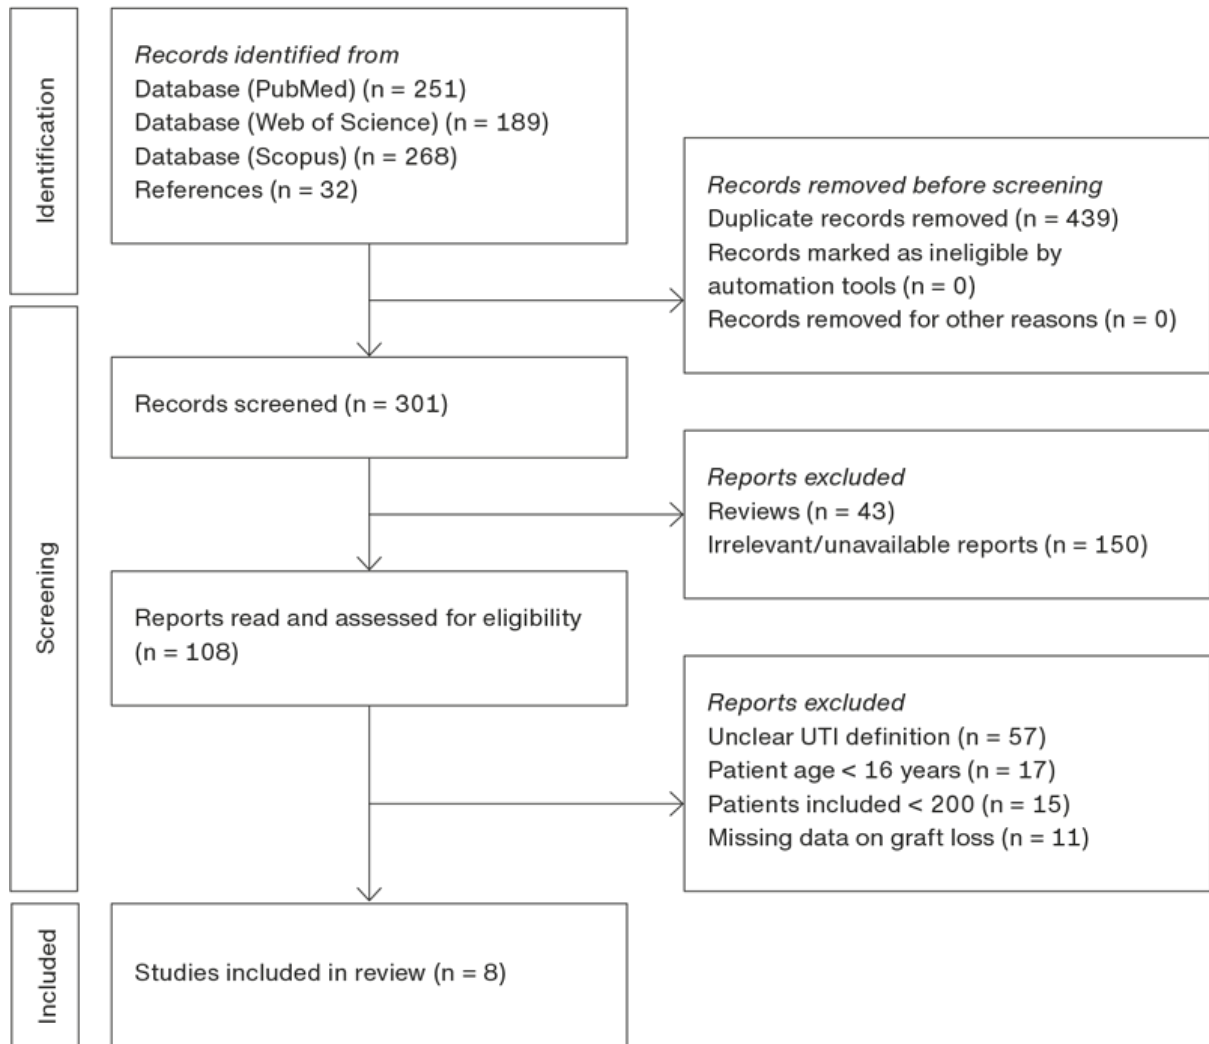 Identification
Records identified from
Database (PubMed) (n = 251)
Database (Web of Science) (n = 189)
Database (Scopus) (n = 268)
References (n = 32)
Records removed before screening
Duplicate records removed (n = 439)
Records marked as ineligible by
automation tools (n = 0)
Records removed for other reasons (n = 0)
Screening
Records screened (n = 301)
Reports excluded
Reviews (n = 43)
Irrelevant/unavailable reports (n = 150)
Reports read and assessed for eligibility
(n = 108)
Reports excluded
Unclear UTI definition (n = 57)
Patient age < 16 years (n = 17)
Patients included < 200 (n = 15)
Missing data on graft loss (n = 11)
Included
Studies included in review (n = 8)